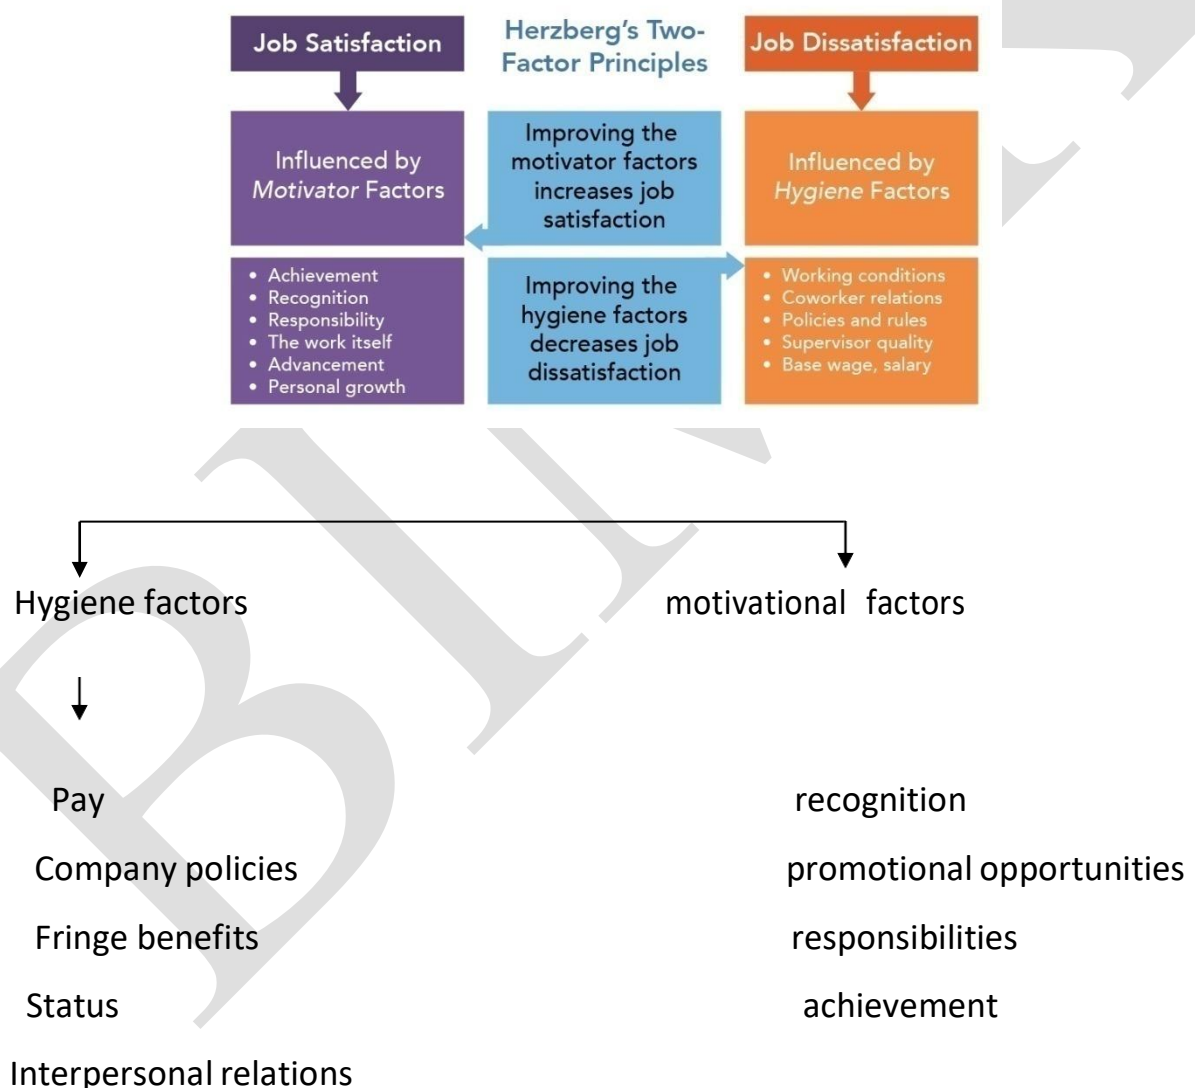 Job Satisfaction
Herzberg's Two-
Factor Principles
Job Dissatisfaction
Influenced by
Motivator Factors
Improving the
motivator factors
increases job
satisfaction
Influenced by
Hygiene Factors
• Achievement
• Recognition
• Responsibility
• The work itself
• Advancement
• Personal growth
Improving the
hygiene factors
decreases job
dissatisfaction
• Working conditions
• Coworker relations
• Policies and rules
• Supervisor quality
• Base wage, salary
Hygiene factors motivational factors
Pay recognition
Company policies promotional opportunities
Fringe benefits responsibilities
Status achievement
Interpersonal relations